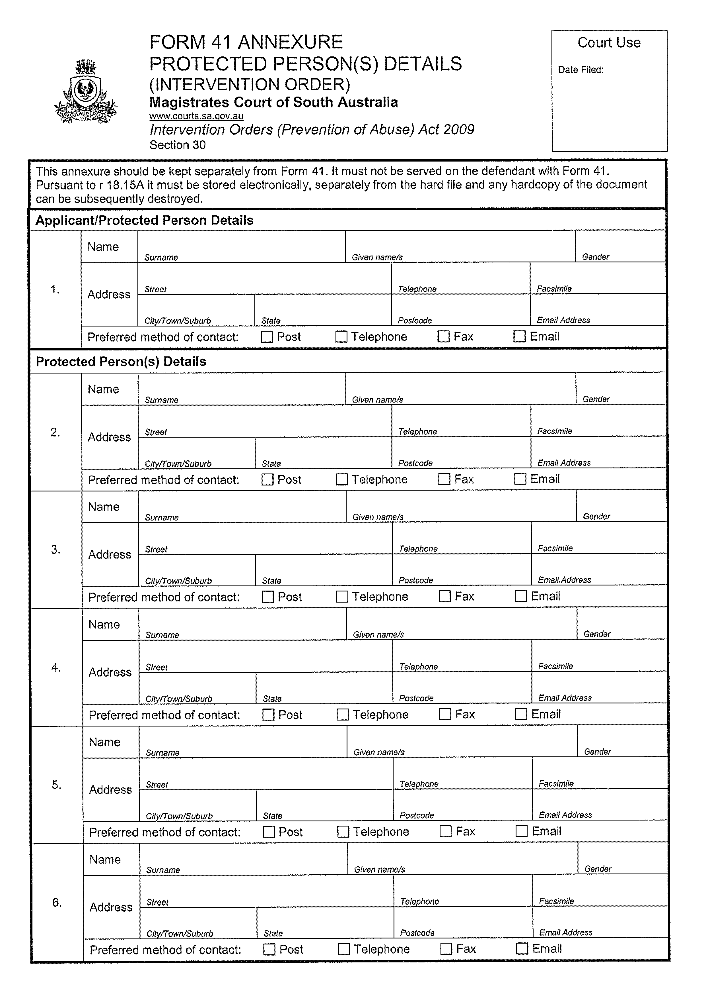 FORM 41 ANNEXURE
PROTECTED PERSON(S) DETAILS
(INTERVENTION ORDER)
Magistrates Court of South Australia
www.courts.sa.gov.au
Intervention Orders (Prevention of Abuse) Act 2009
Section 30
Court Use
Date Filed:
This annexure should be kept separately from Form 41. It must not be served on the defendant with Form 41.
Pursuant to r 18.15A it must be stored electronically, separately from the hard file and any hardcopy of the document
can be subsequently destroyed.
Applicant/Protected Person Details
1.
Name
Surname Given name/s Gender
Address
Street Telephone Facsimile
City/Town/Suburb State Postcode Email Address
Preferred method of contact: Post Telephone Fax Email
Protected Person(s) Details
2.
Name
Surname Given name/s Gender
Address
Street Telephone Facsimile
City/Town/Suburb State Postcode Email Address
Preferred method of contact: Post Telephone Fax Email
3.
Name
Surname Given name/s Gender
Address
Street Telephone Facsimile
City/Town/Suburb State Postcode Email Address
Preferred method of contact: Post Telephone Fax Email
4.
Name
Surname Given name/s Gender
Address
Street Telephone Facsimile
City/Town/Suburb State Postcode Email Address
Preferred method of contact: Post Telephone Fax Email
5.
Name
Surname Given name/s Gender
Address
Street Telephone Facsimile
City/Town/Suburb State Postcode Email Address
Preferred method of contact: Post Telephone Fax Email
6.
Name
Surname Given name/s Gender
Address
Street Telephone Facsimile
City/Town/Suburb State Postcode Email Address
Preferred method of contact: Post Telephone Fax Email